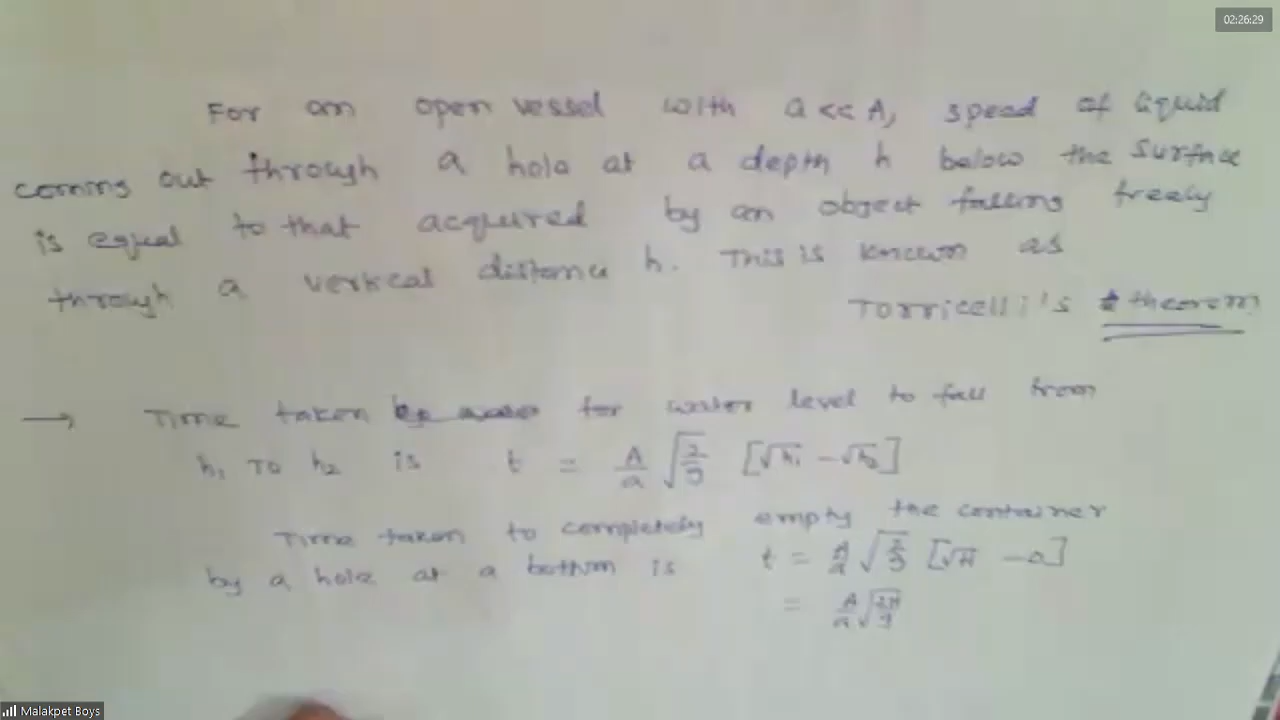 02:26:29
For an open vessel with a << A, speed of liquid
coming out through a hole at a depth h below the surface
is equal to that acquired by an object falling freely
through a vertical distance h. This is known as
Torricelli's theorem
→ Time taken for water level to fall from
h₁ To h₂ is t = A/a √(2/g) [√h₁ - √h₂]
Time taken to completely empty the container
by a hole at a bottom is t = A/a √(2/g) [√H - 0]
= A/a √(2H/g)
Malakpet Boys